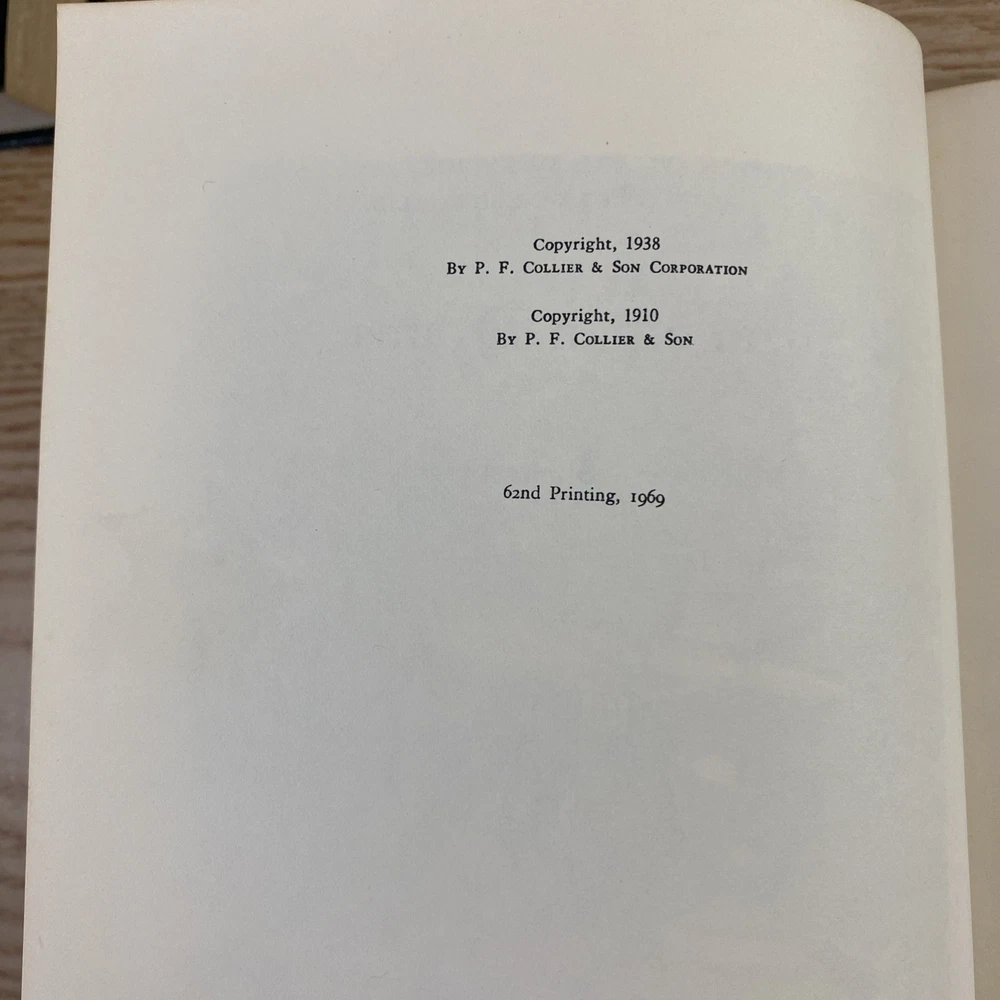 Copyright, 1938
By P. F. Collier & Son Corporation
Copyright, 1910
By P. F. Collier & Son
62nd Printing, 1969